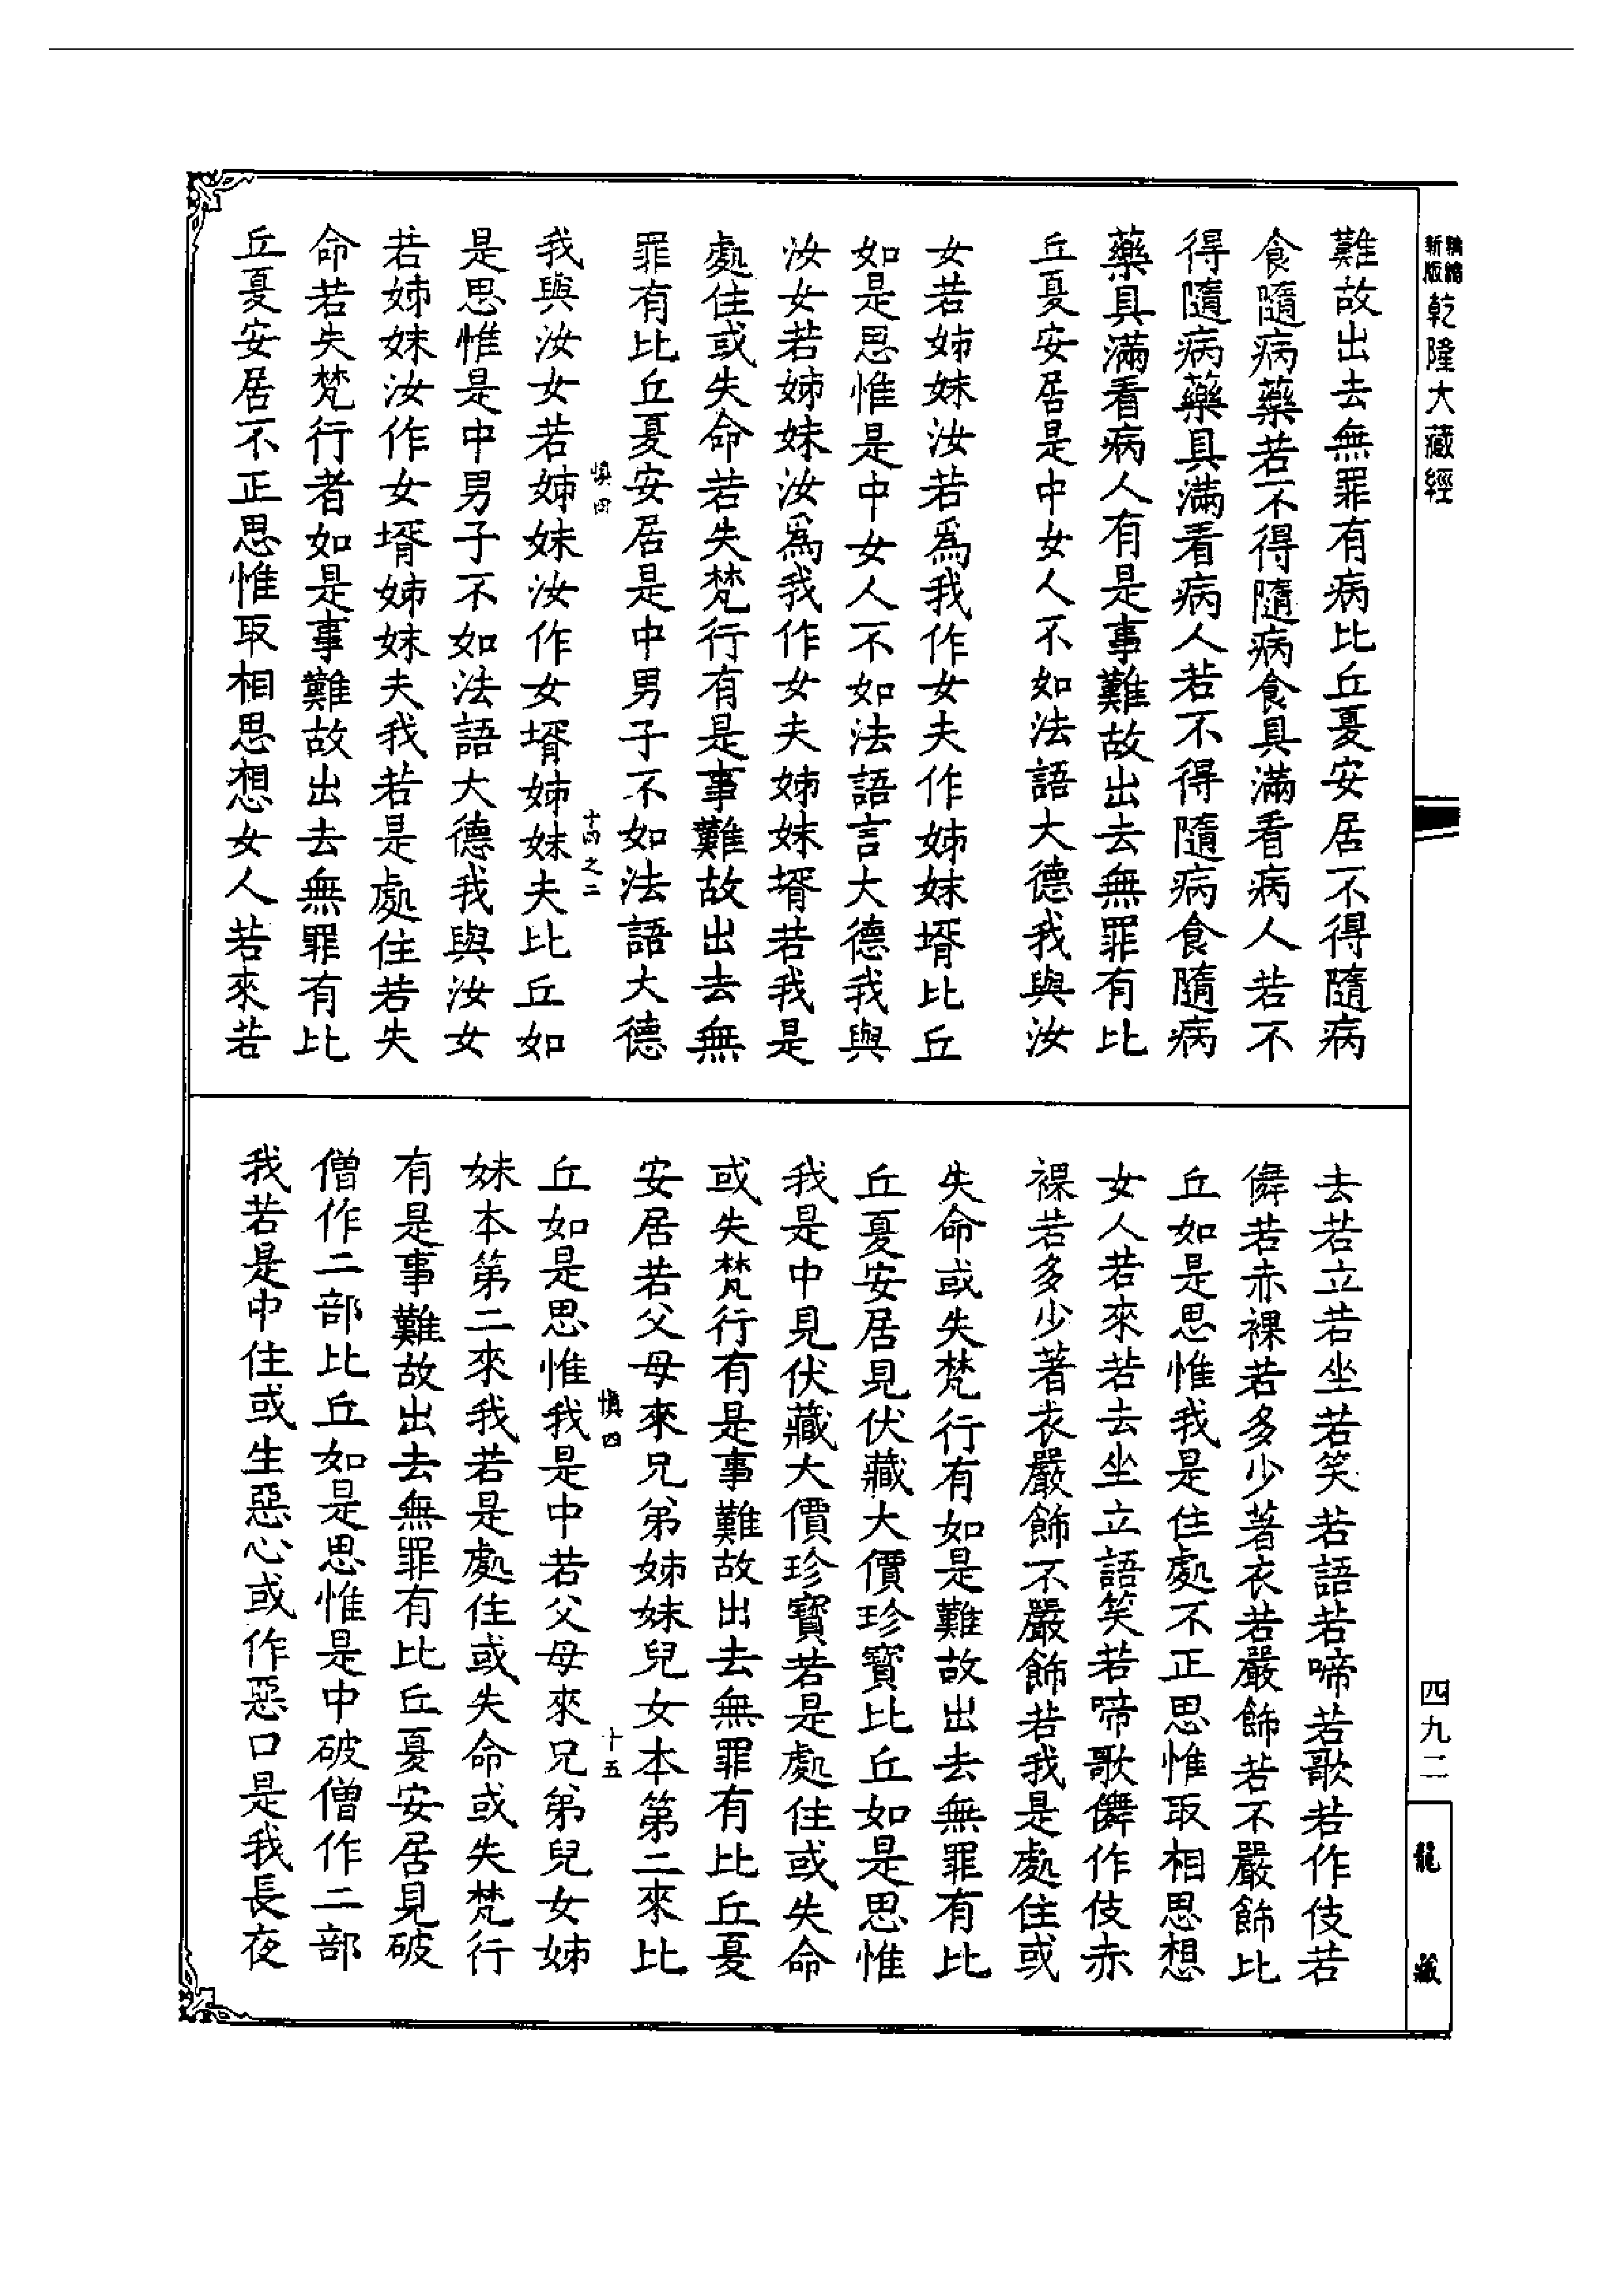 新版精縮乾隆大藏經
難故出去無罪有病比丘夏安居不得隨病
食隨病藥若不得隨病食具滿看病人若不
得隨病藥具滿看病人若不得隨病食隨病
藥具滿看病人有是事難故出去無罪有比
丘夏安居是中女人不如法語大德我與汝
女若姊妹汝若為我作女夫作姊妹壻比丘
如是思惟是中女人不如法語言大德我與
汝女若姊妹汝為我作女夫姊妹壻若我是
處住或失命若失梵行有是事難故出去無
罪有比丘夏安居是中男子不如法語大德
慎四
十四之二
我與汝女若姊妹汝作女壻姊妹夫比丘如
是思惟是中男子不如法語大德我與汝女
若姊妹汝作女壻姊妹夫我若是處住若失
命若失梵行者如是事難故出去無罪有比
丘夏安居不正思惟取相思想女人若來若
去若立若坐若笑若語若啼若歌若作伎若
儛若赤裸若多少著衣若嚴飾若不嚴飾比
丘如是思惟我是住處不正思惟取相思想
女人若來若去坐立語笑若啼歌儛作伎赤
裸若多少著衣嚴飾不嚴飾若我是處住或
失命或失梵行有如是難故出去無罪有比
丘夏安居見伏藏大價珍寶比丘如是思惟
我是中見伏藏大價珍寶若是處住或失命
或失梵行有是事難故出去無罪有比丘夏
安居若父母來兄弟姊妹兒女本第二來比
慎四
十五
丘如是思惟我是中若父母來兄弟兒女姊
妹本第二來我若是處住或失命或失梵行
有是事難故出去無罪有比丘夏安居見破
僧作二部比丘如是思惟是中破僧作二部
我若是中住或生惡心或作惡口是我長夜
四九二
龍藏